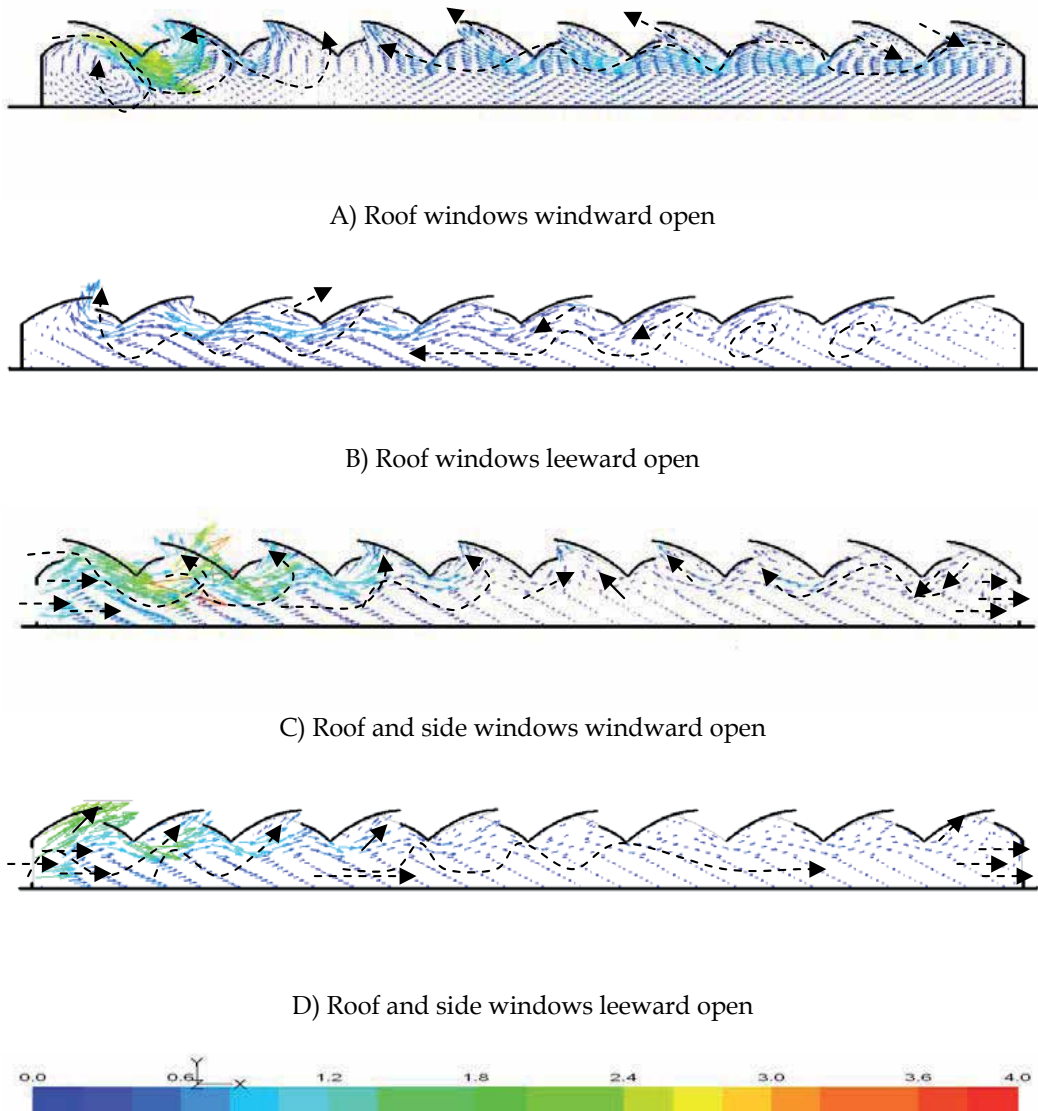 A) Roof windows windward open
B) Roof windows leeward open
C) Roof and side windows windward open
D) Roof and side windows leeward open
Y
Z X
0.0 0.6 1.2 1.8 2.4 3.0 3.6 4.0